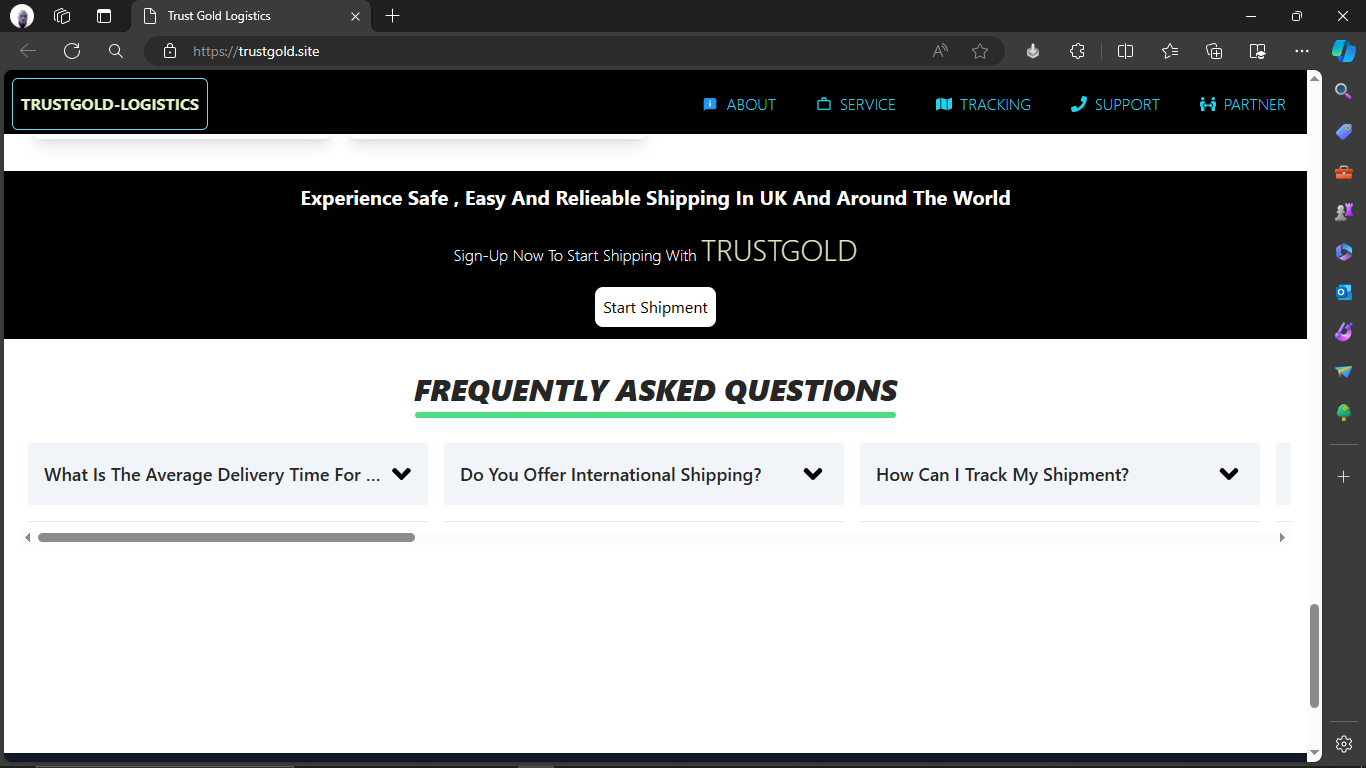 Trust Gold Logistics
https://trustgold.site
TRUSTGOLD-LOGISTICS
ABOUT
SERVICE
TRACKING
SUPPORT
PARTNER
Experience Safe , Easy And Relieable Shipping In UK And Around The World
Sign-Up Now To Start Shipping With TRUSTGOLD
Start Shipment
FREQUENTLY ASKED QUESTIONS
What Is The Average Delivery Time For ...
Do You Offer International Shipping?
How Can I Track My Shipment?